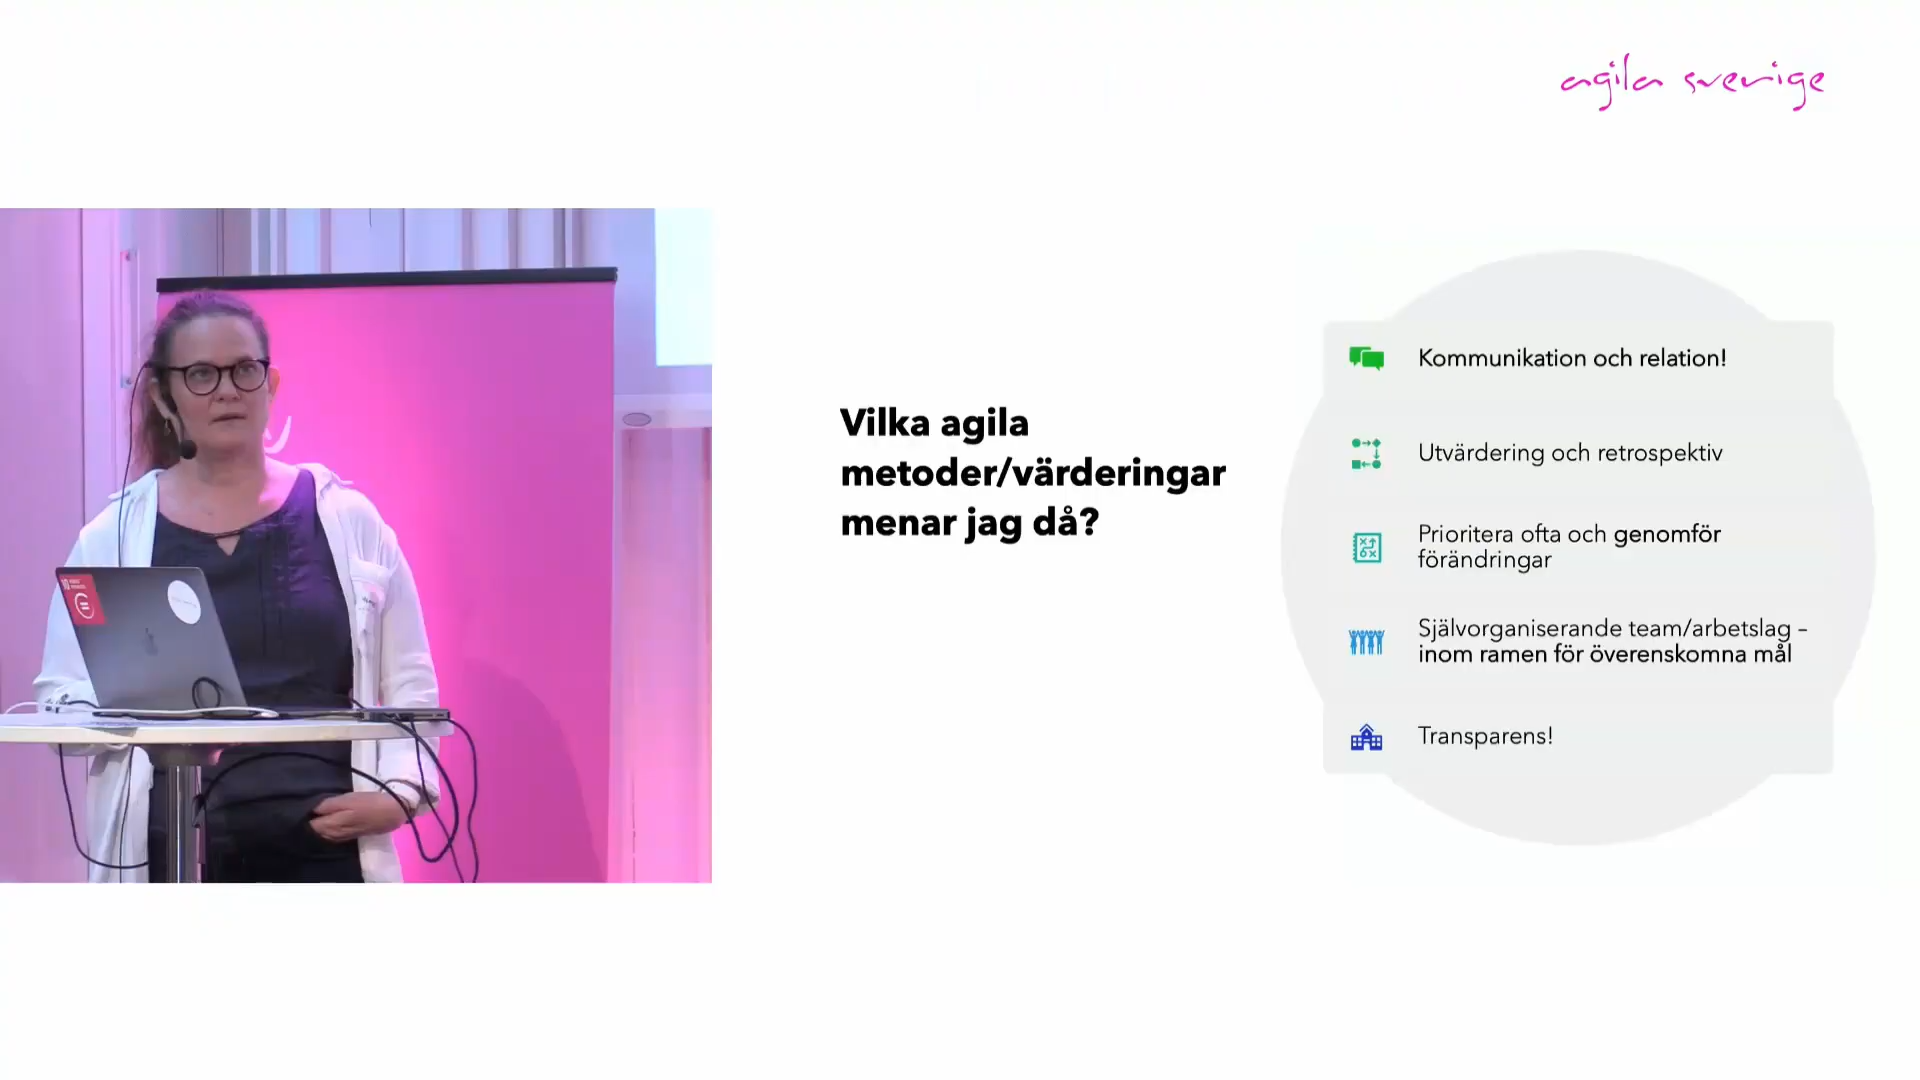 agila sverige
Vilka agila
metoder/värderingar
menar jag då?
Kommunikation och relation!
Utvärdering och retrospektiv
Prioritera ofta och genomför
förändringar
Självorganiserande team/arbetslag –
inom ramen för överenskomna mål
Transparens!